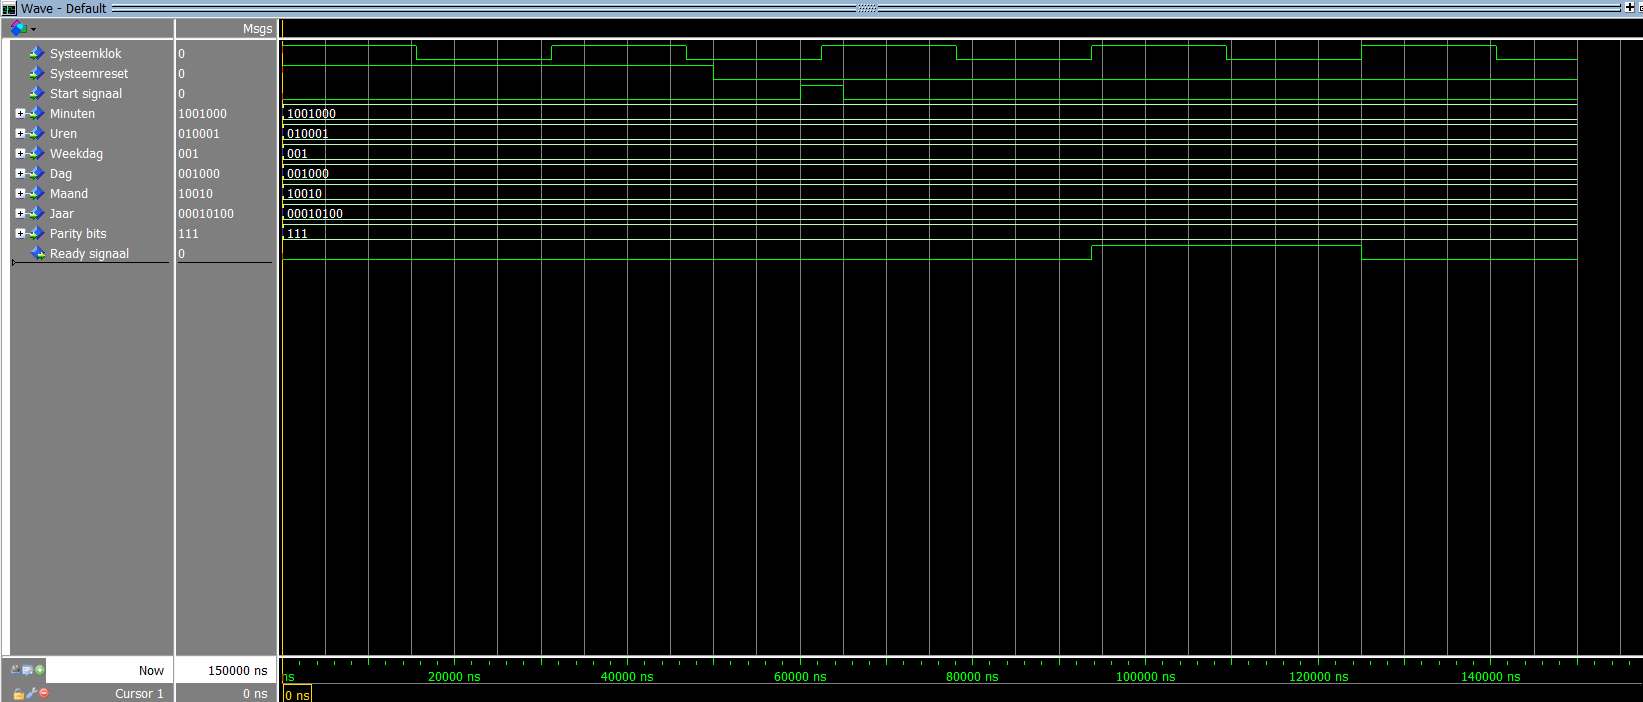 Wave - Default
Msgs
Systeemklok 0
Systeemreset 0
Start signaal 0
Minuten 1001000 1001000
Uren 010001 010001
Weekdag 001 001
Dag 001000 001000
Maand 10010 10010
Jaar 00010100 00010100
Parity bits 111 111
Ready signaal 0
Now 150000 ns ns 20000 ns 40000 ns 60000 ns 80000 ns 100000 ns 120000 ns 140000 ns
Cursor 1 0 ns 0 ns